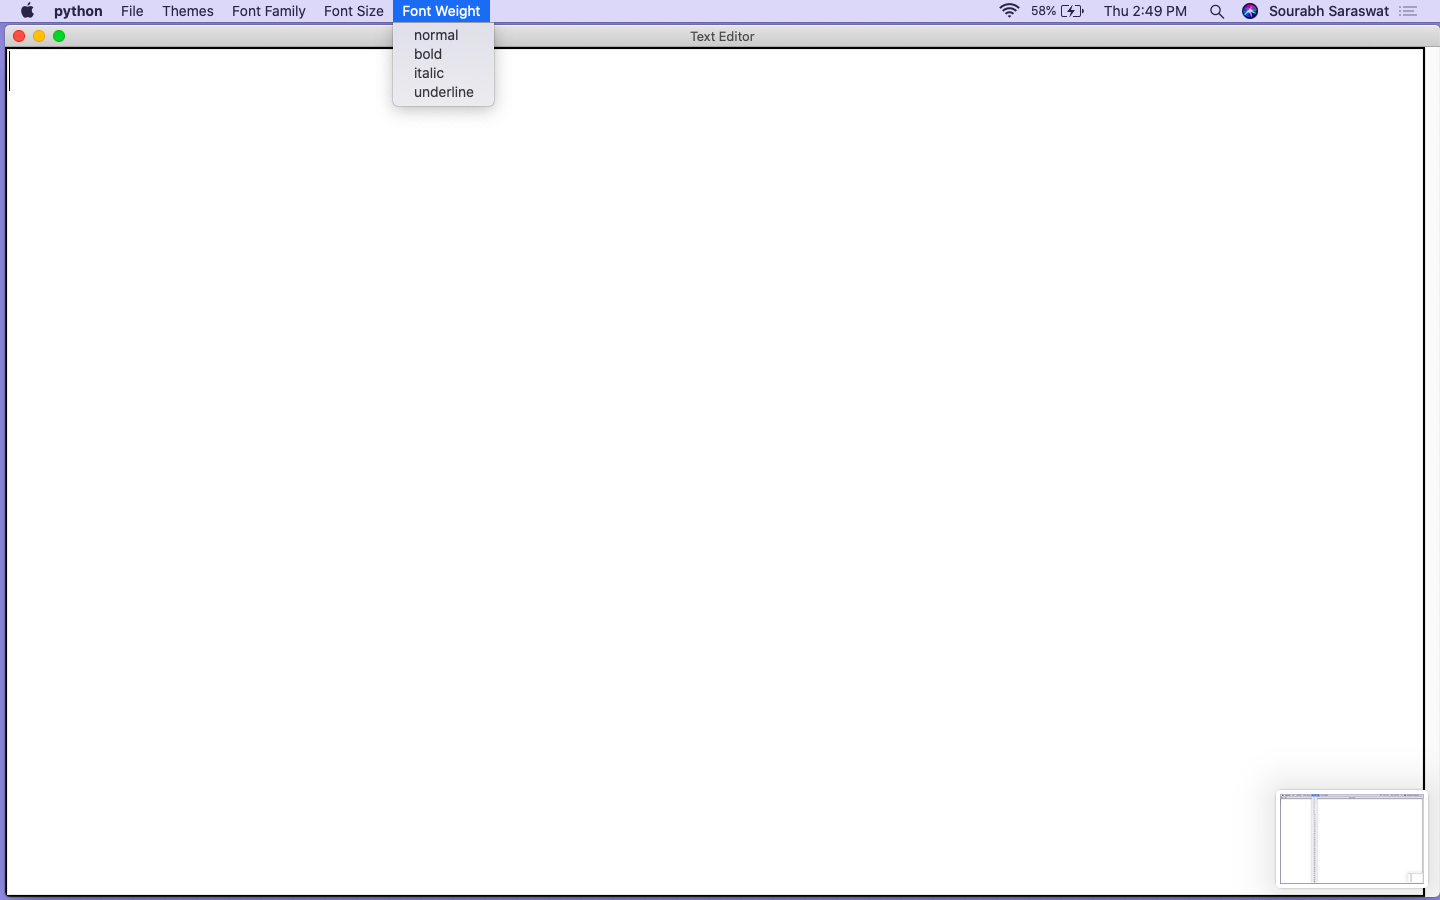 python File Themes Font Family Font Size Font Weight 58% Thu 2:49 PM Sourabh Saraswat
Text Editor
normal
bold
italic
underline